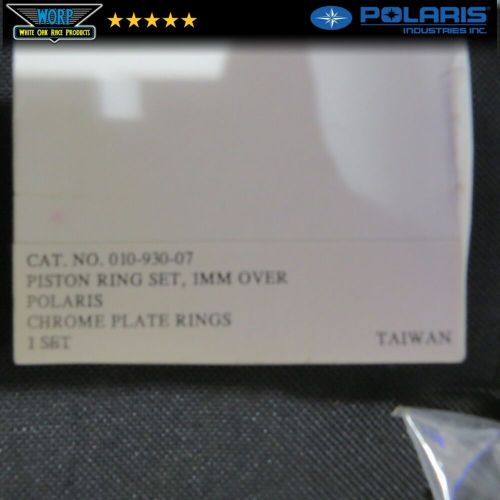 WORP
WHITE OAK RACE PRODUCTS
POLARIS
INDUSTRIES INC.
CAT. NO. 010-930-07
PISTON RING SET, 1MM OVER
POLARIS
CHROME PLATE RINGS
1 SET
TAIWAN